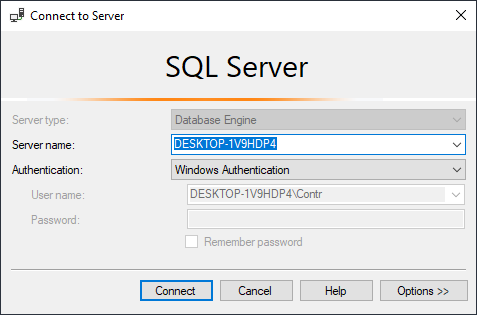 Connect to Server
SQL Server
Server type: Database Engine
Server name: DESKTOP-1V9HDP4
Authentication: Windows Authentication
User name: DESKTOP-1V9HDP4\Contr
Password:
Remember password
Connect Cancel Help Options >>